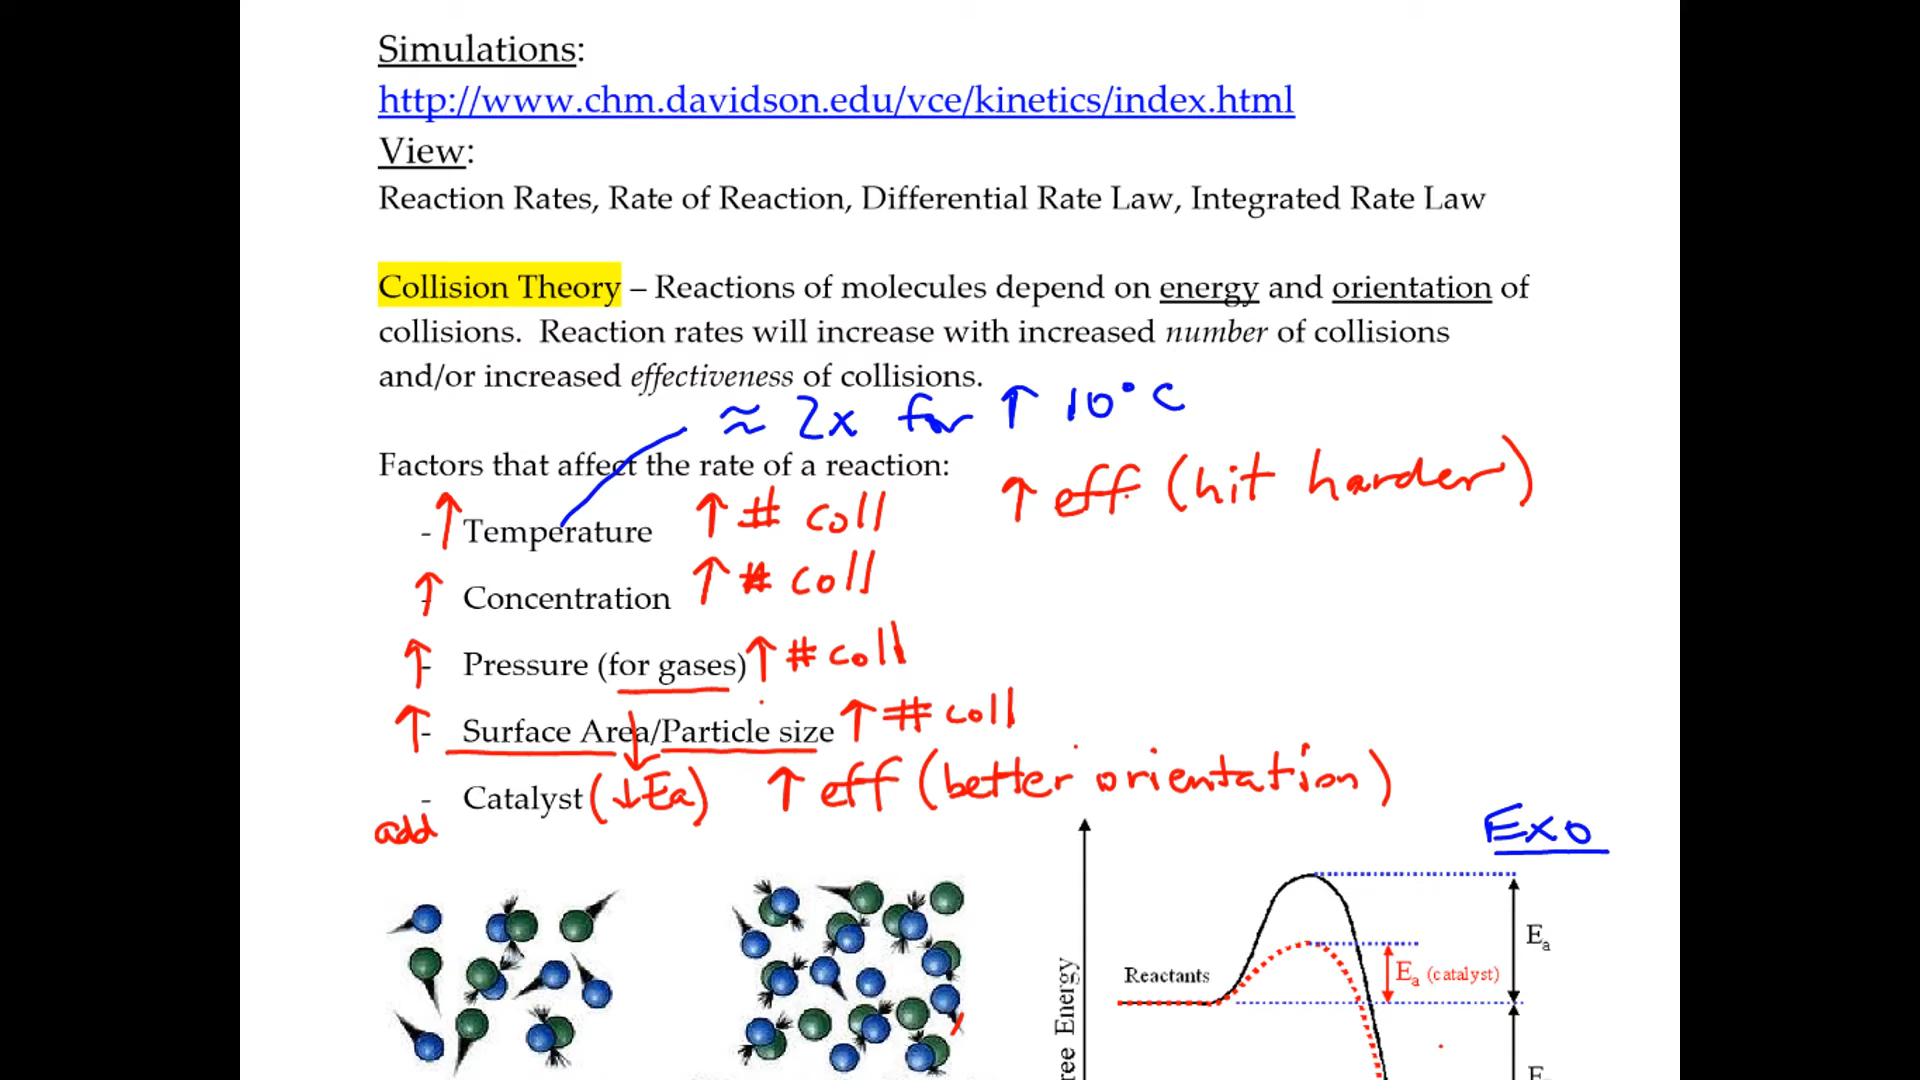 Simulations:
http://www.chm.davidson.edu/vce/kinetics/index.html
View:
Reaction Rates, Rate of Reaction, Differential Rate Law, Integrated Rate Law
Collision Theory – Reactions of molecules depend on energy and orientation of
collisions. Reaction rates will increase with increased number of collisions
and/or increased effectiveness of collisions.
≈ 2x for ↑ 10°C
Factors that affect the rate of a reaction:
- ↑ Temperature ↑ # coll ↑ eff (hit harder)
- ↑ Concentration ↑ # coll
- ↑ Pressure (for gases) ↑ # coll
- ↑ Surface Area/↓Particle size ↑ # coll
- Catalyst (↓Ea) ↑ eff (better orientation)
add
Exo
Ea
Reactants
Ea (catalyst)
ree Energy